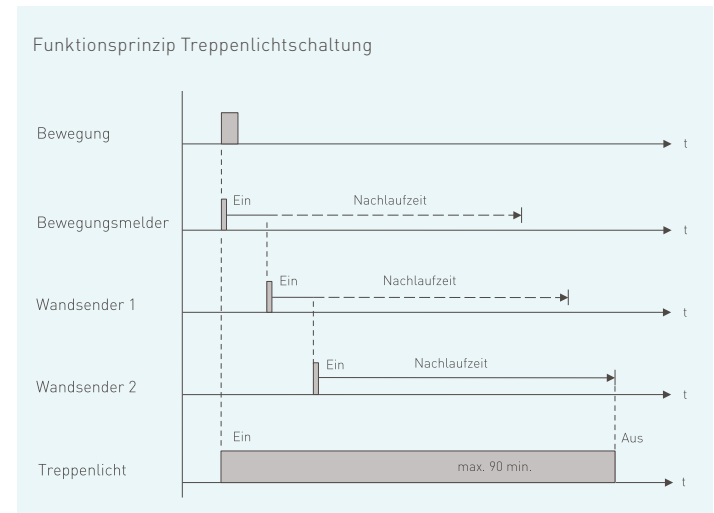 Funktionsprinzip Treppenlichtschaltung
Bewegung
t
Ein
Nachlaufzeit
Bewegungsmelder
t
Ein
Nachlaufzeit
Wandsender 1
t
Ein
Nachlaufzeit
Wandsender 2
t
Ein
Aus
Treppenlicht
max. 90 min.
t